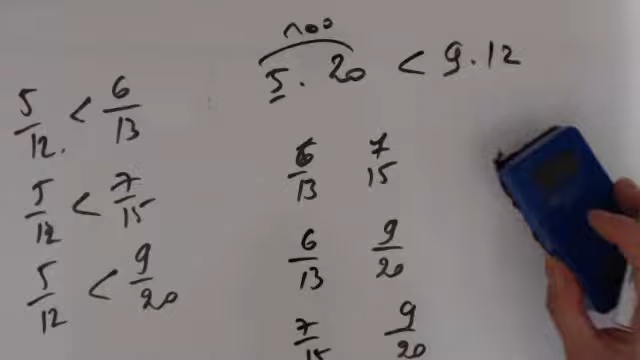 100
5 · 20 < 9 · 12
5/12 < 6/13
5/12 < 7/15
5/12 < 9/20
6/13 7/15
6/13 9/20
7/15 9/20